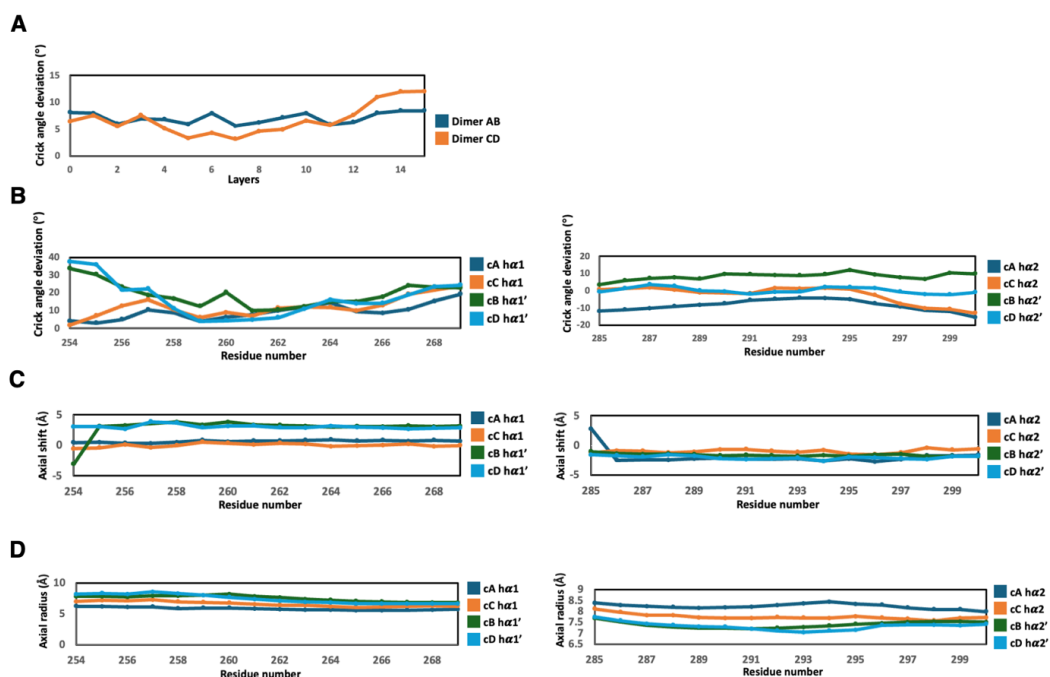 A
Crick angle deviation (°)
15
10
5
0
0 2 4 6 8 10 12 14
Layers
Dimer AB
Dimer CD
B
Crick angle deviation (°)
40
30
20
10
0
254 256 258 260 262 264 266 268
Residue number
cA hα1
cC hα1
cB hα1'
cD hα1'
Crick angle deviation (°)
20
10
0
-10
-20
285 287 289 291 293 295 297 299
Residue number
cA hα2
cC hα2
cB hα2'
cD hα2'
C
Axial shift (Å)
5
0
-5
254 256 258 260 262 264 266 268
Residue number
cA hα1
cC hα1
cB hα1'
cD hα1'
Axial shift (Å)
5
0
-5
285 287 289 291 293 295 297 299
Residue number
cA hα2
cC hα2
cB hα2'
cD hα2'
D
Axial radius (Å)
10
5
0
254 256 258 260 262 264 266 268
Residue number
cA hα1
cC hα1
cB hα1'
cD hα1'
Axial radius (Å)
9
8.5
8
7.5
7
6.5
285 287 289 291 293 295 297 299
Residue number
cA hα2
cC hα2
cB hα2'
cD hα2'